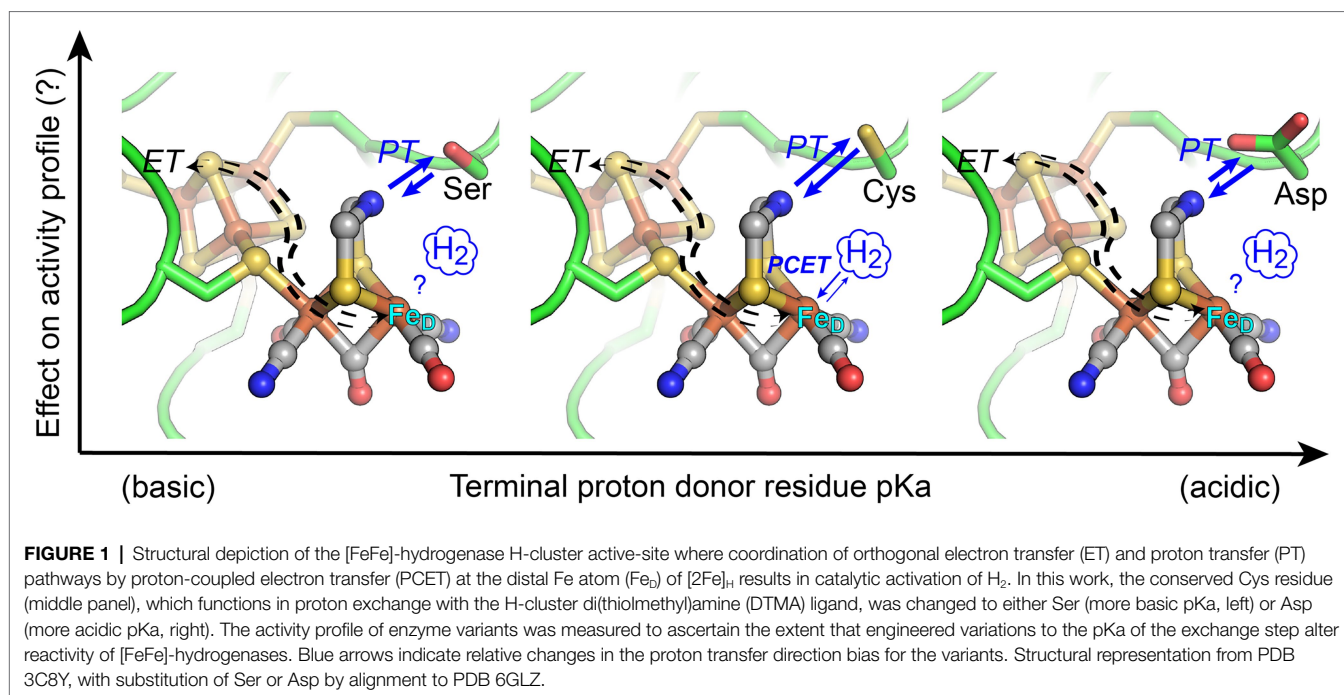 Effect on activity profile (?)
ET
PT
Ser
H2
?
FeD
ET
PT
Cys
PCET
H2
FeD
ET
PT
Asp
H2
?
FeD
(basic)
Terminal proton donor residue pKa
(acidic)
FIGURE 1 | Structural depiction of the [FeFe]-hydrogenase H-cluster active-site where coordination of orthogonal electron transfer (ET) and proton transfer (PT)
pathways by proton-coupled electron transfer (PCET) at the distal Fe atom (FeD) of [2Fe]H results in catalytic activation of H2. In this work, the conserved Cys residue
(middle panel), which functions in proton exchange with the H-cluster di(thiolmethyl)amine (DTMA) ligand, was changed to either Ser (more basic pKa, left) or Asp
(more acidic pKa, right). The activity profile of enzyme variants was measured to ascertain the extent that engineered variations to the pKa of the exchange step alter
reactivity of [FeFe]-hydrogenases. Blue arrows indicate relative changes in the proton transfer direction bias for the variants. Structural representation from PDB
3C8Y, with substitution of Ser or Asp by alignment to PDB 6GLZ.